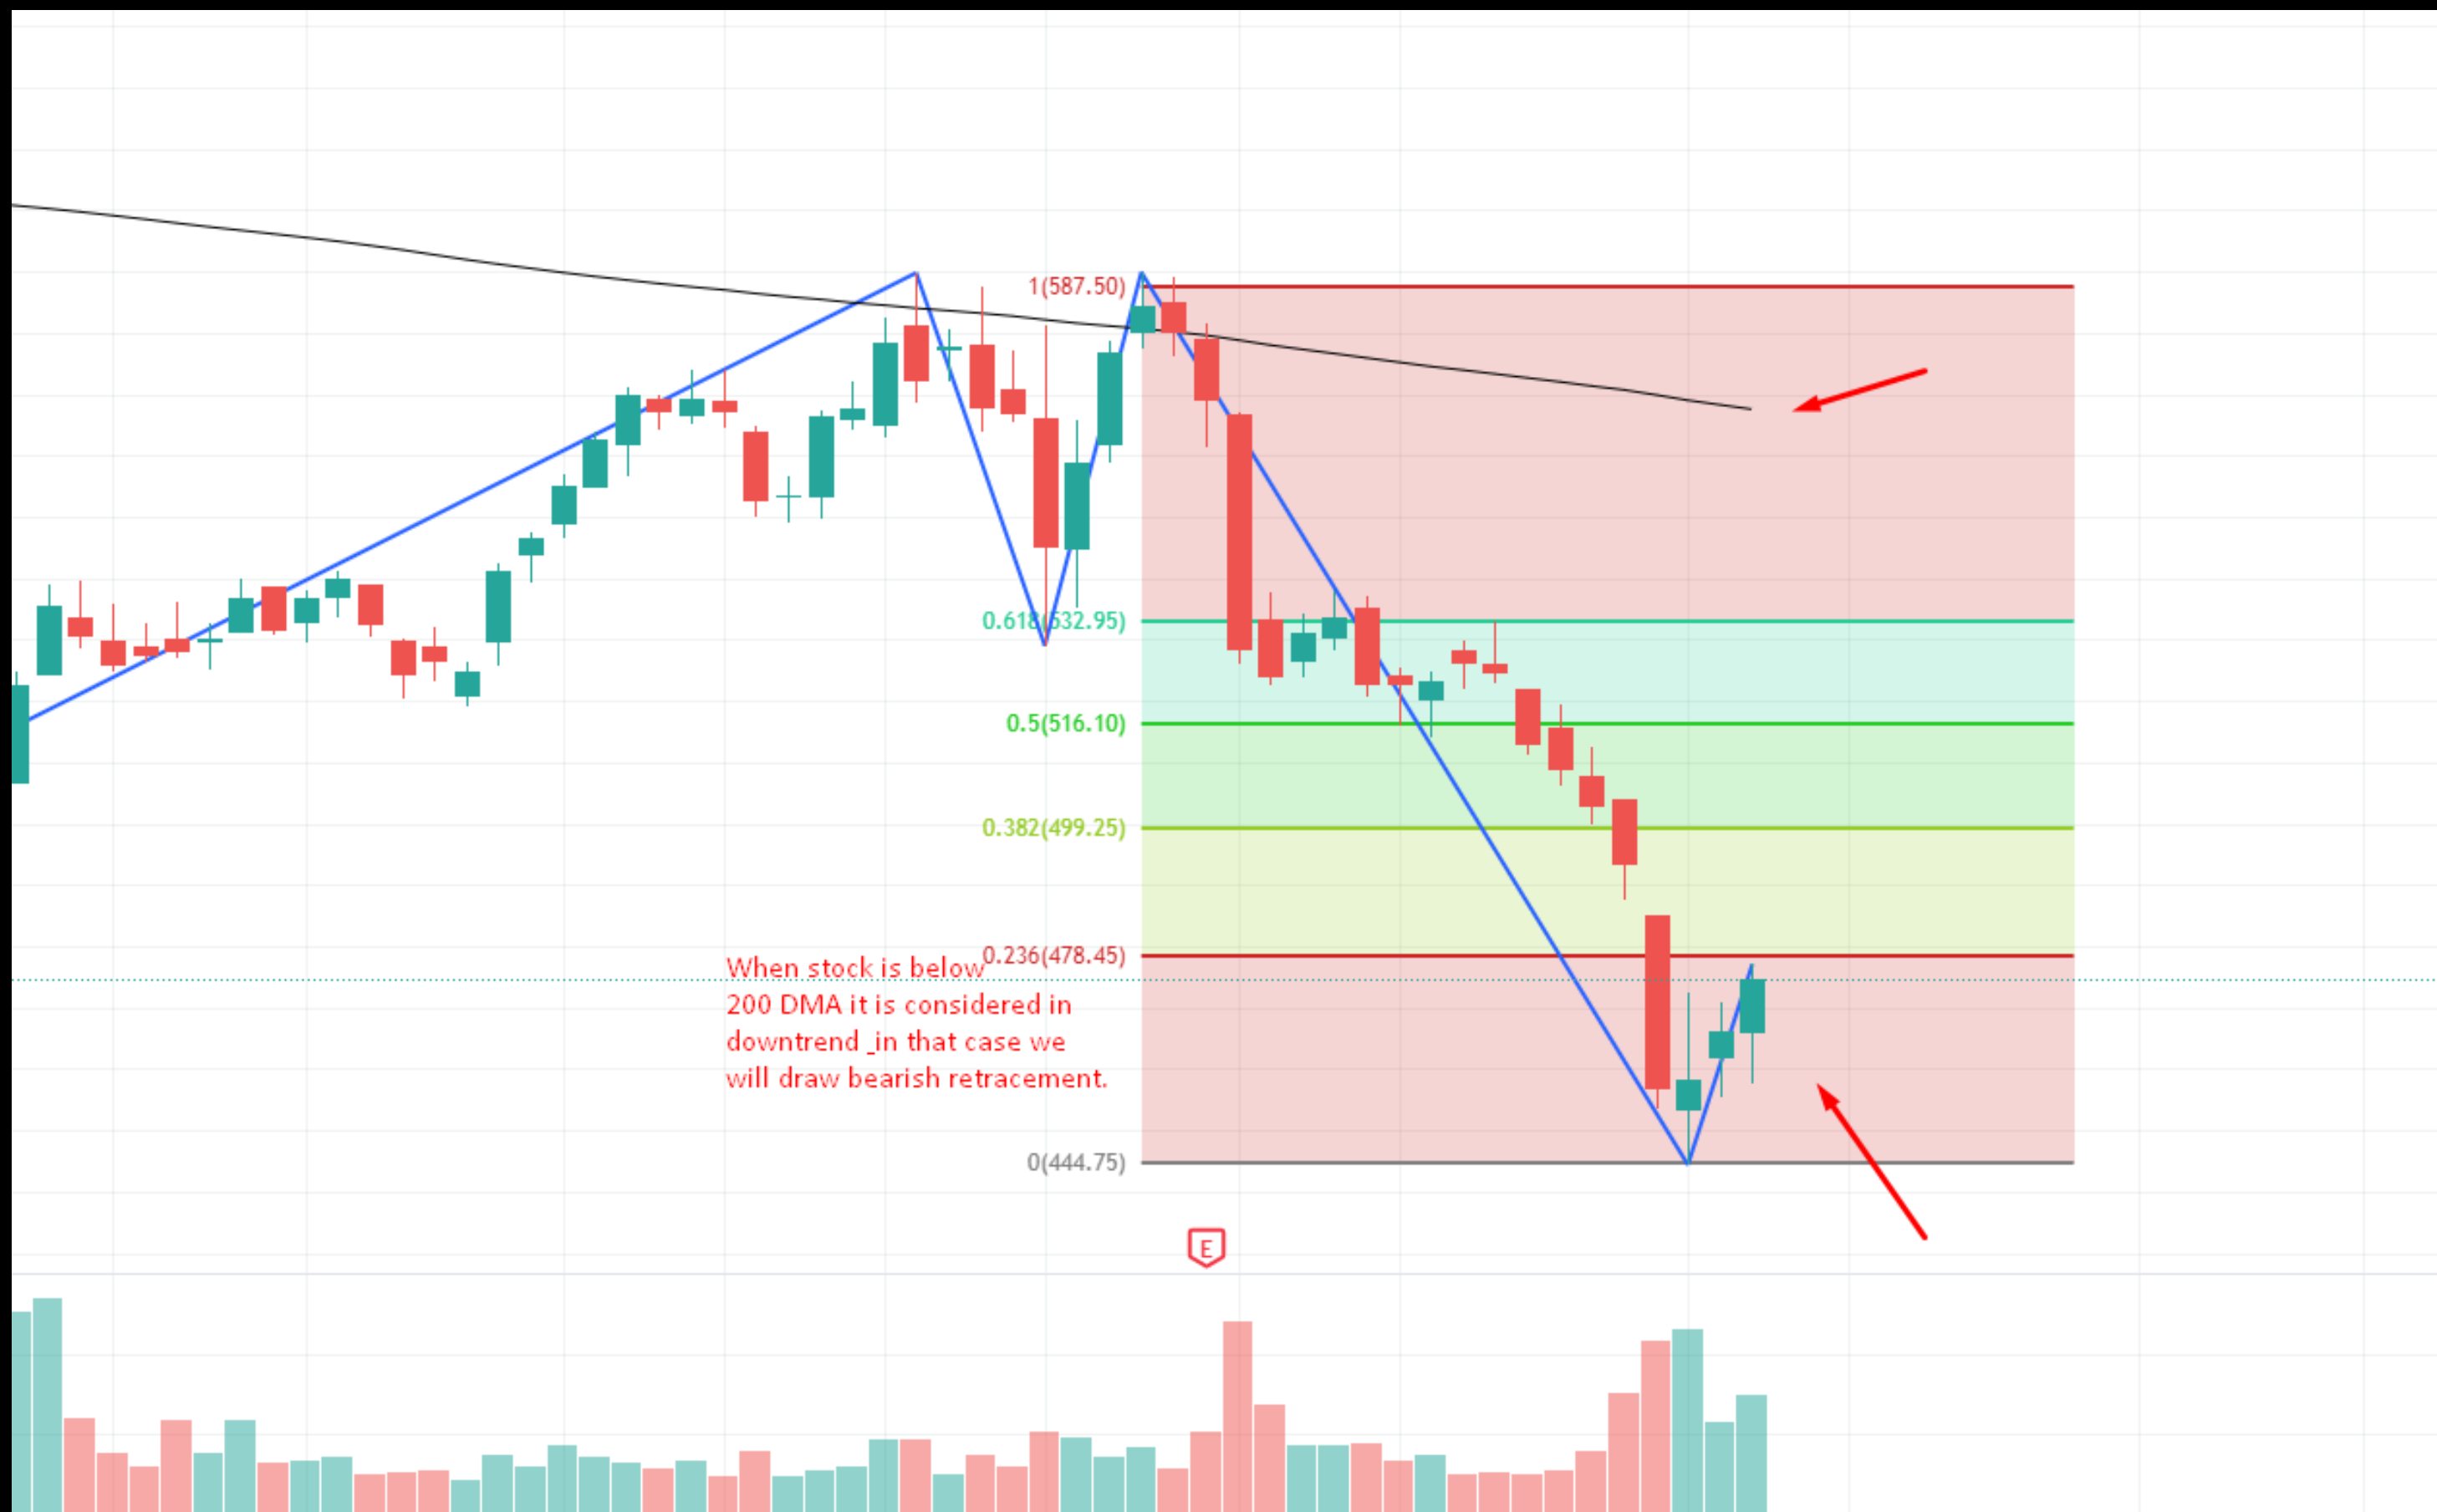 1(587.50)
0.618(532.95)
0.5(516.10)
0.382(499.25)
0.236(478.45)
When stock is below
200 DMA it is considered in
downtrend _in that case we
will draw bearish retracement.
0(444.75)
E